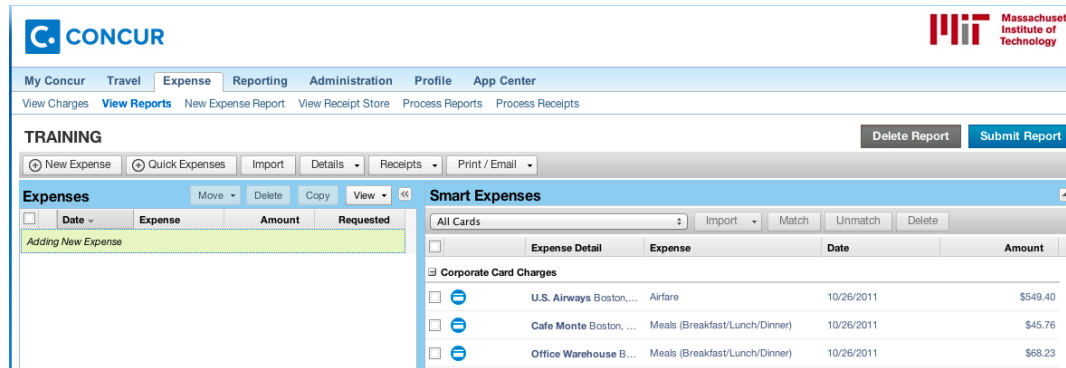 C. CONCUR
Massachuset
Institute of
Technology
My Concur Travel Expense Reporting Administration Profile App Center
View Charges View Reports New Expense Report View Receipt Store Process Reports Process Receipts
TRAINING
Delete Report Submit Report
New Expense Quick Expenses Import Details Receipts Print / Email
Expenses Move Delete Copy View
Date Expense Amount Requested
Adding New Expense
Smart Expenses
All Cards Import Match Unmatch Delete
Expense Detail Expense Date Amount
Corporate Card Charges
U.S. Airways Boston,... Airfare 10/26/2011 $549.40
Cafe Monte Boston, ... Meals (Breakfast/Lunch/Dinner) 10/26/2011 $45.76
Office Warehouse B... Meals (Breakfast/Lunch/Dinner) 10/26/2011 $68.23